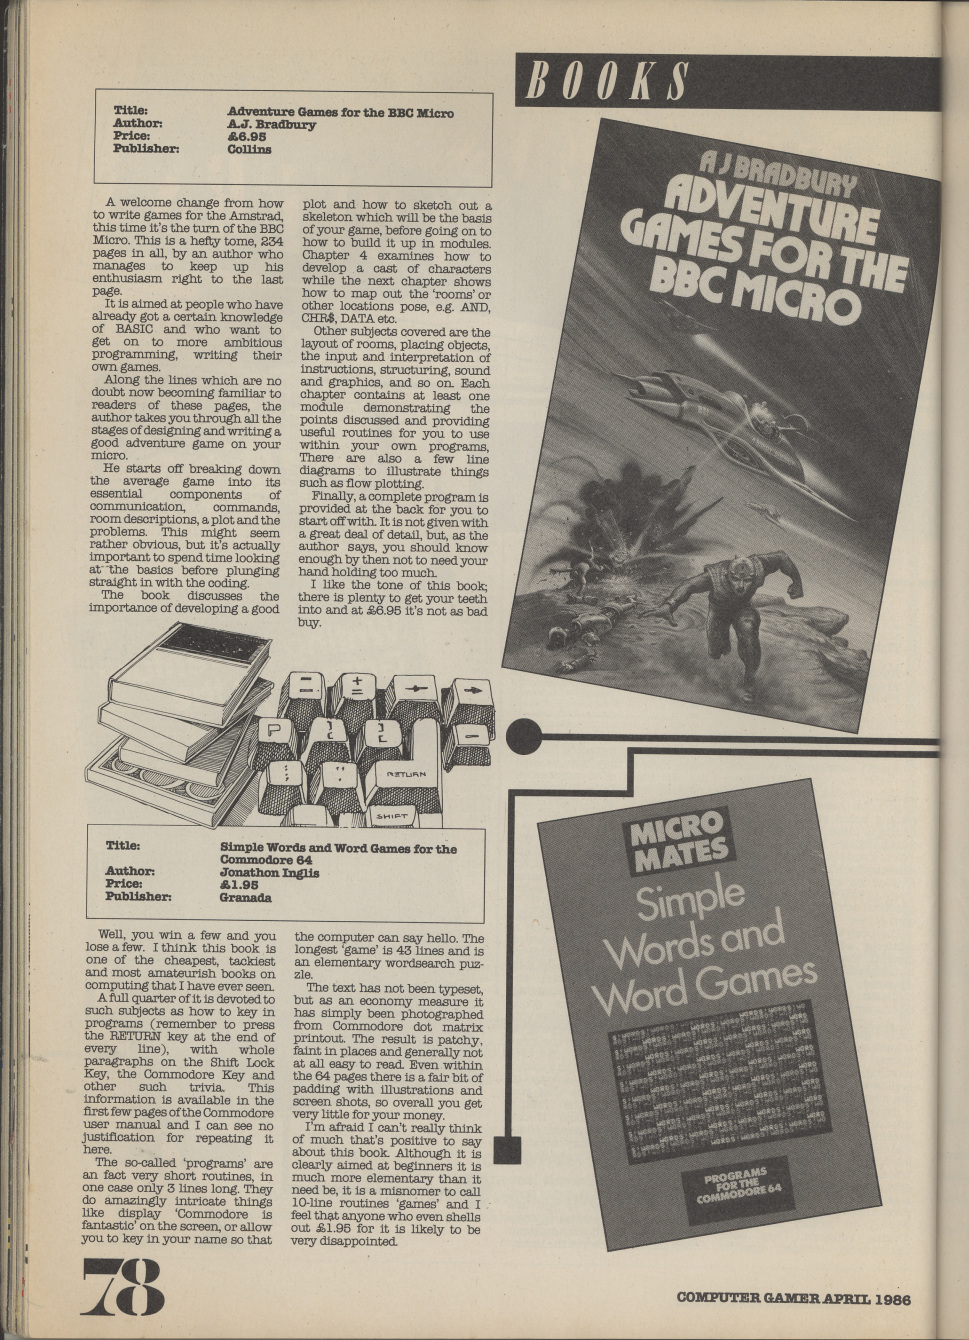 BOOKS
Title: Adventure Games for the BBC Micro
Author: A.J. Bradbury
Price: £6.95
Publisher: Collins
A welcome change from how
to write games for the Amstrad,
this time it's the turn of the BBC
Micro. This is a hefty tome, 234
pages in all, by an author who
manages to keep up his
enthusiasm right to the last
page.
It is aimed at people who have
already got a certain knowledge
of BASIC and who want to
get on to more ambitious
programming, writing their
own games.
Along the lines which are no
doubt now becoming familiar to
readers of these pages, the
author takes you through all the
stages of designing and writing a
good adventure game on your
micro.
He starts off breaking down
the average game into its
essential components of
communication, commands,
room descriptions, a plot and the
problems. This might seem
rather obvious, but it's actually
important to spend time looking
at the basics before plunging
straight in with the coding.
The book discusses the
importance of developing a good
plot and how to sketch out a
skeleton which will be the basis
of your game, before going on to
how to build it up in modules.
Chapter 4 examines how to
develop a cast of characters
while the next chapter shows
how to map out the 'rooms' or
other locations pose, e.g. AND,
CHR$, DATA etc.
Other subjects covered are the
layout of rooms, placing objects,
the input and interpretation of
instructions, structuring, sound
and graphics, and so on. Each
chapter contains at least one
module demonstrating the
points discussed and providing
useful routines for you to use
within your own programs,
There are also a few line
diagrams to illustrate things
such as flow plotting.
Finally, a complete program is
provided at the back for you to
start off with. It is not given with
a great deal of detail, but, as the
author says, you should know
enough by then not to need your
hand holding too much.
I like the tone of this book;
there is plenty to get your teeth
into and at £6.95 it's not as bad
buy.
A J BRADBURY
ADVENTURE
GAMES FOR THE
BBC MICRO
P
RETURN
SHIFT
Title: Simple Words and Word Games for the
Commodore 64
Author: Jonathon Inglis
Price: £1.95
Publisher: Granada
Well, you win a few and you
lose a few. I think this book is
one of the cheapest, tackiest
and most amateurish books on
computing that I have ever seen.
A full quarter of it is devoted to
such subjects as how to key in
programs (remember to press
the RETURN key at the end of
every line), with whole
paragraphs on the Shift Lock
Key, the Commodore Key and
other such trivia. This
information is available in the
first few pages of the Commodore
user manual and I can see no
justification for repeating it
here.
The so-called 'programs' are
an fact very short routines, in
one case only 3 lines long. They
do amazingly intricate things
like display 'Commodore is
fantastic' on the screen, or allow
you to key in your name so that
the computer can say hello. The
longest 'game' is 43 lines and is
an elementary wordsearch puz-
zle.
The text has not been typeset,
but as an economy measure it
has simply been photographed
from Commodore dot matrix
printout. The result is patchy,
faint in places and generally not
at all easy to read. Even within
the 64 pages there is a fair bit of
padding with illustrations and
screen shots, so overall you get
very little for your money.
I'm afraid I can't really think
of much that's positive to say
about this book. Although it is
clearly aimed at beginners it is
much more elementary than it
need be, it is a misnomer to call
10-line routines 'games' and I
feel that anyone who even shells
out £1.95 for it is likely to be
very disappointed.
MICRO
MATES
Simple
Words and
Word Games
PROGRAMS
FOR THE
COMMODORE 64
78
COMPUTER GAMER APRIL 1986